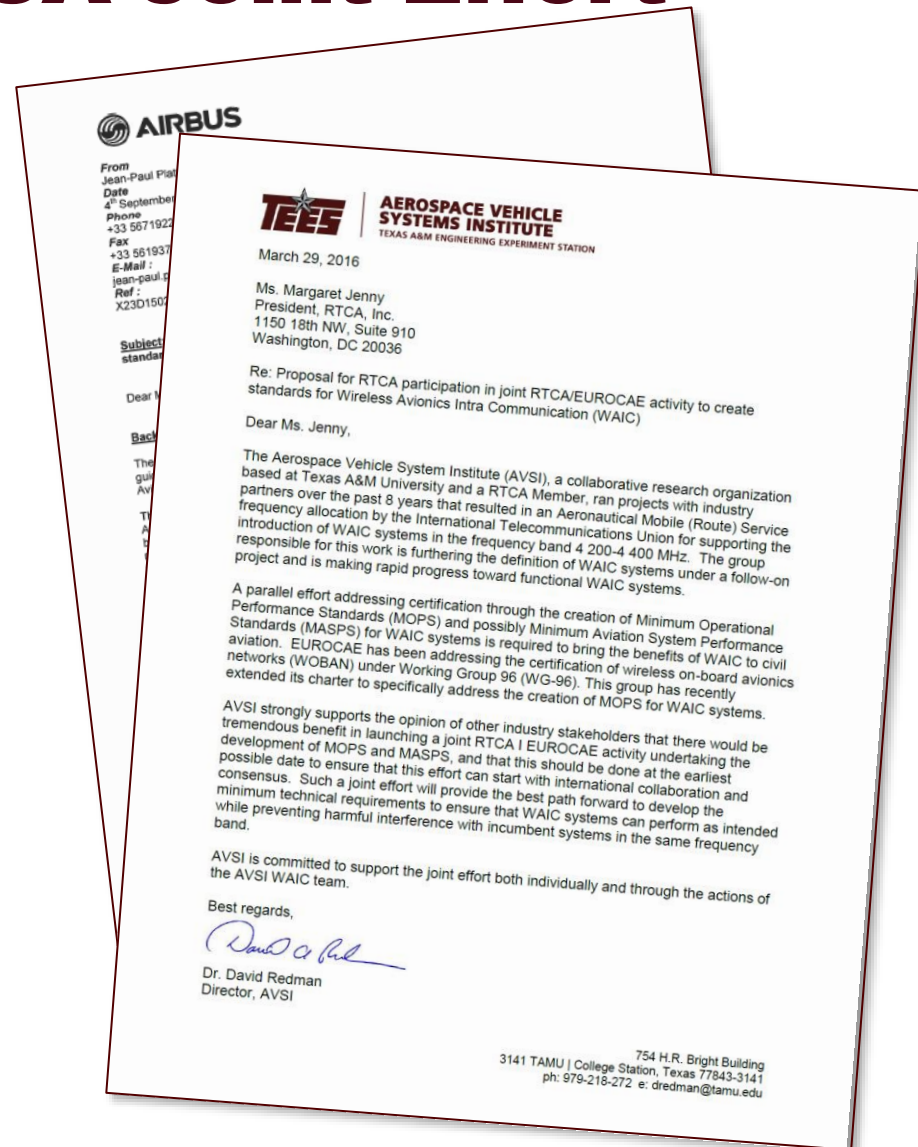 Joint Effort
AIRBUS
From
Jean-Paul
Date
4th September
Phone
+33 5671922
Fax
+33 561937
E-Mail :
Ref :
X23D1502
Subject
Dear
The
TEES
AEROSPACE VEHICLE
SYSTEMS INSTITUTE
TEXAS A&M ENGINEERING EXPERIMENT STATION
March 29, 2016
Ms. Margaret Jenny
President, RTCA, Inc.
1150 18th NW, Suite 910
Washington, DC 20036
Re: Proposal for RTCA participation in joint RTCA/EUROCAE activity to create
standards for Wireless Avionics Intra Communication (WAIC)
Dear Ms. Jenny,
The Aerospace Vehicle System Institute (AVSI), a collaborative research organization
based at Texas A&M University and a RTCA Member, ran projects with industry
partners over the past 8 years that resulted in an Aeronautical Mobile (Route) Service
frequency allocation by the International Telecommunications Union for supporting the
introduction of WAIC systems in the frequency band 4 200-4 400 MHz. The group
responsible for this work is furthering the definition of WAIC systems under a follow-on
project and is making rapid progress toward functional WAIC systems.
A parallel effort addressing certification through the creation of Minimum Operational
Performance Standards (MOPS) and possibly Minimum Aviation System Performance
Standards (MASPS) for WAIC systems is required to bring the benefits of WAIC to civil
aviation. EUROCAE has been addressing the certification of wireless on-board avionics
networks (WOBAN) under Working Group 96 (WG-96). This group has recently
extended its charter to specifically address the creation of MOPS for WAIC systems.
AVSI strongly supports the opinion of other industry stakeholders that there would be
tremendous benefit in launching a joint RTCA I EUROCAE activity undertaking the
development of MOPS and MASPS, and that this should be done at the earliest
possible date to ensure that this effort can start with international collaboration and
consensus. Such a joint effort will provide the best path forward to develop the
minimum technical requirements to ensure that WAIC systems can perform as intended
while preventing harmful interference with incumbent systems in the same frequency
band.
AVSI is committed to support the joint effort both individually and through the actions of
the AVSI WAIC team.
Best regards,
Dr. David Redman
Director, AVSI
754 H.R. Bright Building
3141 TAMU | College Station, Texas 77843-3141
ph: 979-218-272 e: dredman@tamu.edu